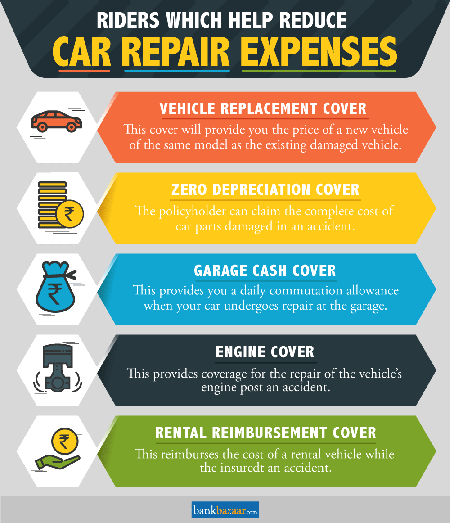 RIDERS WHICH HELP REDUCE
CAR REPAIR EXPENSES
VEHICLE REPLACEMENT COVER
This cover will provide you the price of a new vehicle
of the same model as the existing damaged vehicle.
ZERO DEPRECIATION COVER
The policyholder can claim the complete cost of
car parts damaged in an accident.
GARAGE CASH COVER
This provides you a daily commutation allowance
when your car undergoes repair at the garage.
ENGINE COVER
This provides coverage for the repair of the vehicle's
engine post an accident.
RENTAL REIMBURSEMENT COVER
This reimburses the cost of a rental vehicle while
the insuredt an accident.
bankbazaar.com